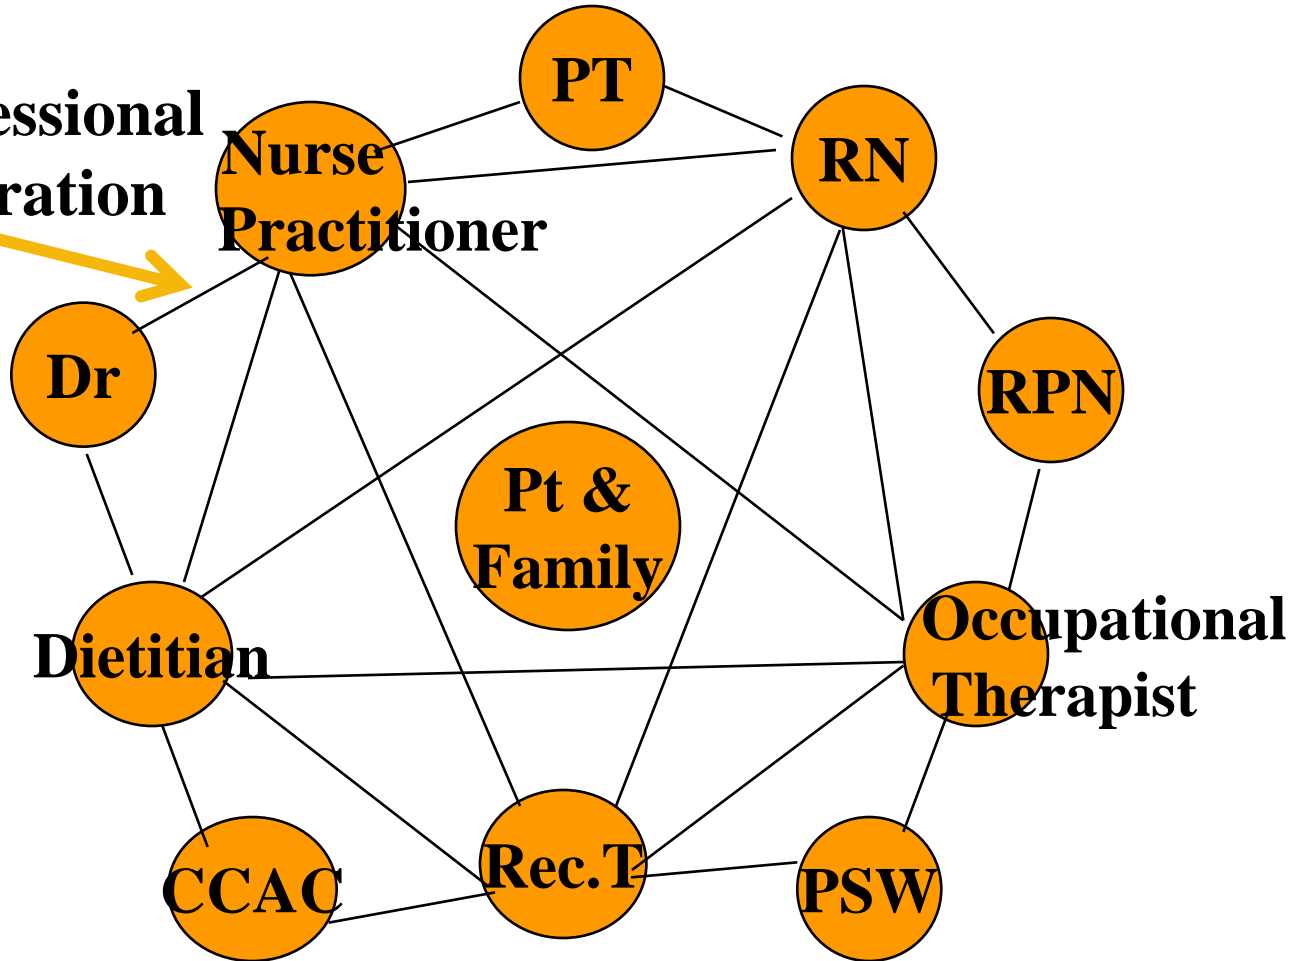 PT
essional
Nurse
Practitioner
RN
ration
Dr
RPN
Pt &
Family
Occupational
Therapist
Dietitian
CCAC
Rec.T
PSW